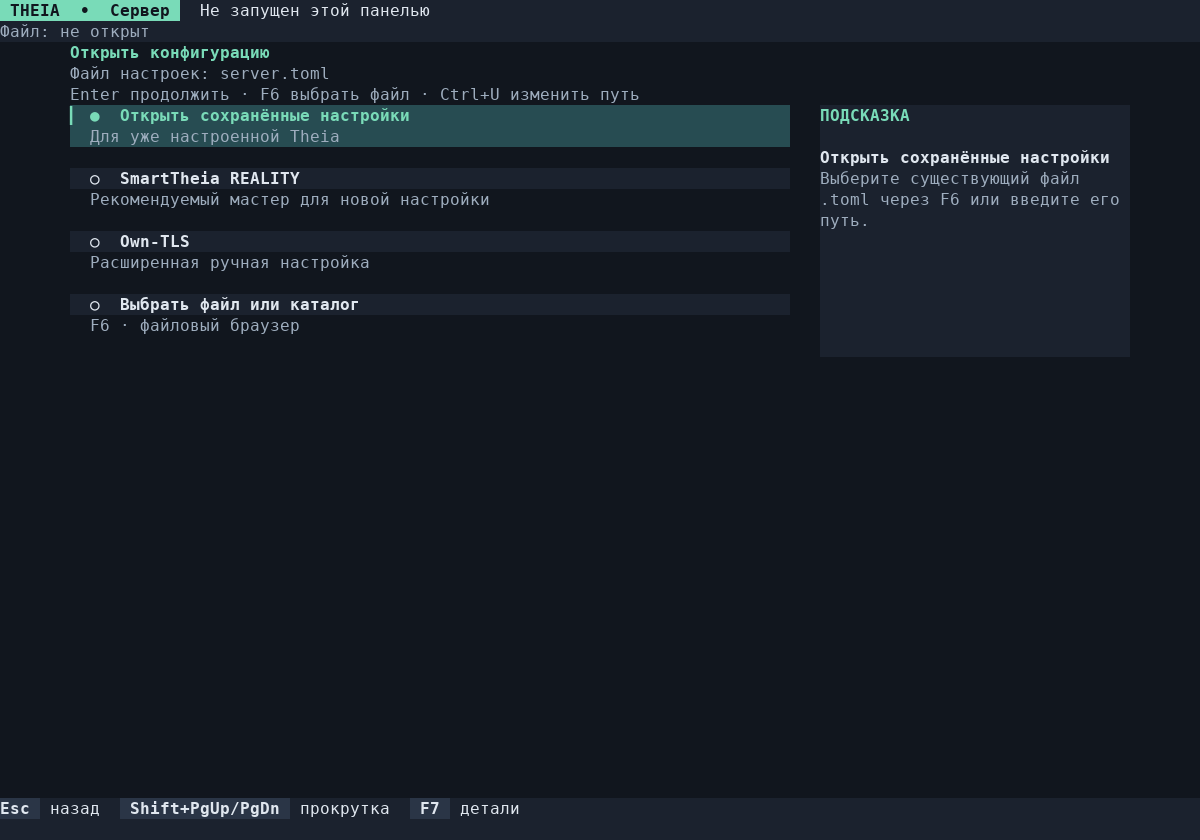 THEIA • Сервер Не запущен этой панелью
Файл: не открыт
Открыть конфигурацию
Файл настроек: server.toml
Enter продолжить · F6 выбрать файл · Ctrl+U изменить путь
● Открыть сохранённые настройки
Для уже настроенной Theia
○ SmartTheia REALITY
Рекомендуемый мастер для новой настройки
○ Own-TLS
Расширенная ручная настройка
○ Выбрать файл или каталог
F6 · файловый браузер
ПОДСКАЗКА
Открыть сохранённые настройки
Выберите существующий файл
.toml через F6 или введите его
путь.
Esc назад Shift+PgUp/PgDn прокрутка F7 детали